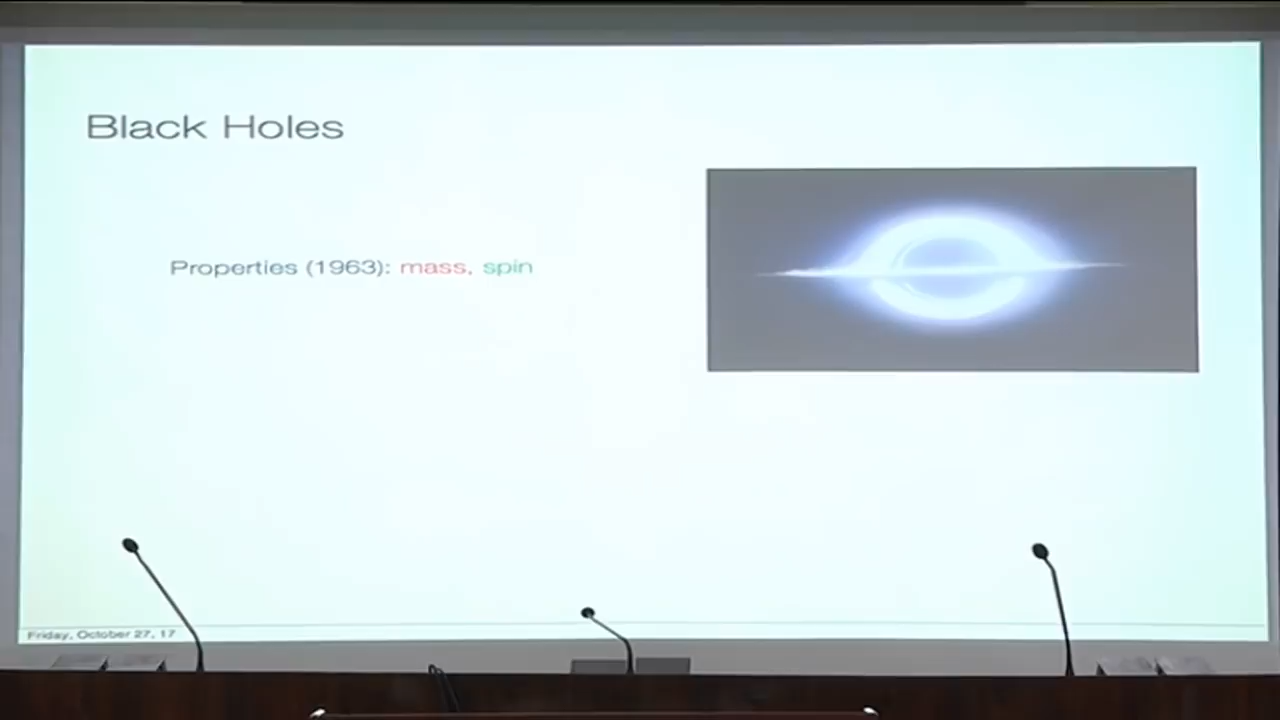 Black Holes
Properties (1963): mass, spin
Friday, October 27, 17